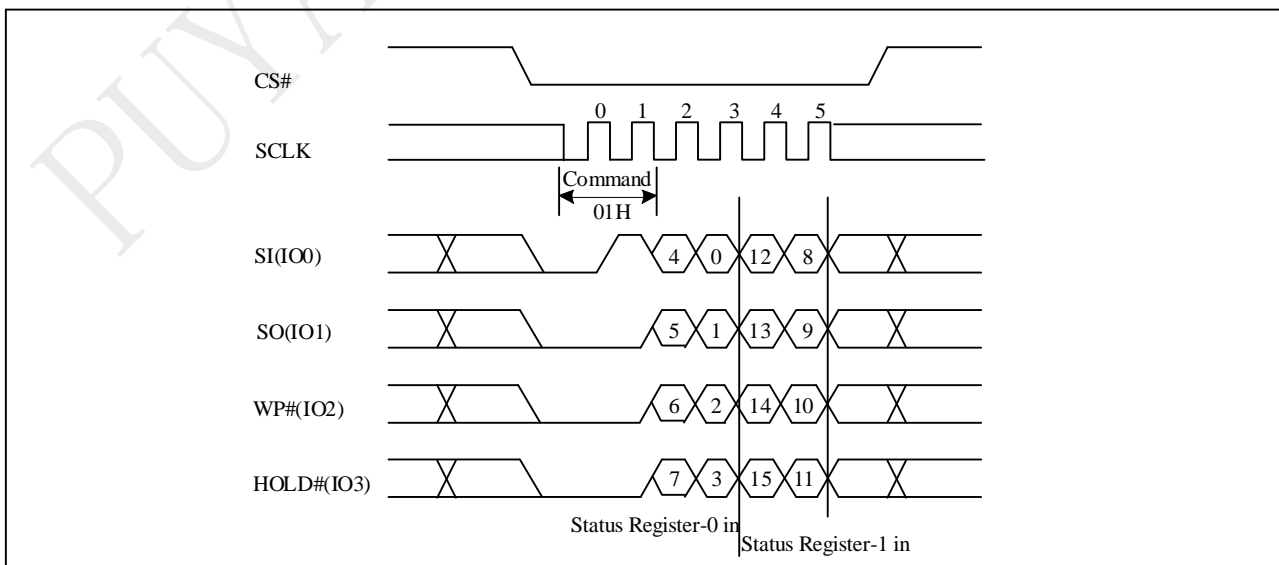 PUYA
CS#
0 1 2 3 4 5
SCLK
Command
01H
SI(IO0) 4 0 12 8
SO(IO1) 5 1 13 9
WP#(IO2) 6 2 14 10
HOLD#(IO3) 7 3 15 11
Status Register-0 in
Status Register-1 in